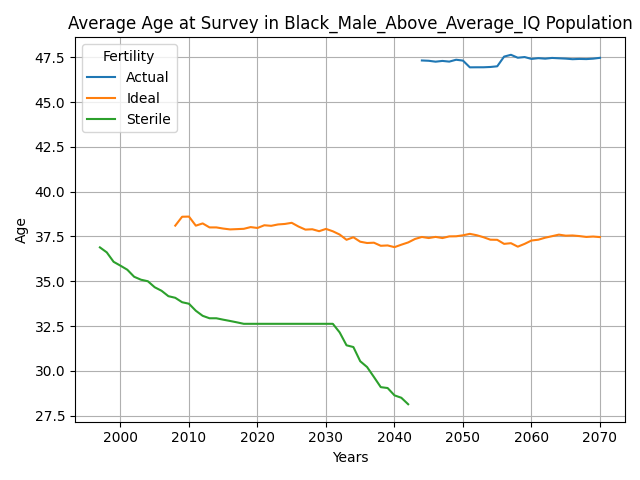 Average Age at Survey in Black_Male_Above_Average_IQ Population
Fertility
Actual
Ideal
Sterile
47.5
45.0
42.5
40.0
37.5
35.0
32.5
30.0
27.5
Age
2000 2010 2020 2030 2040 2050 2060 2070
Years